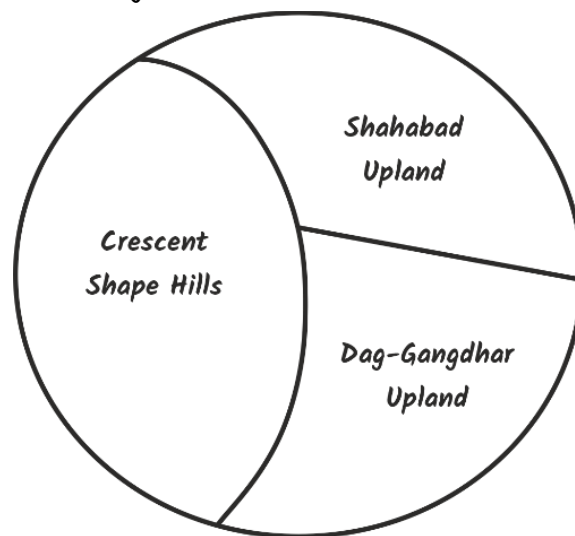 Shahabad
Upland
Crescent
Shape Hills
Dag-Gangdhar
Upland